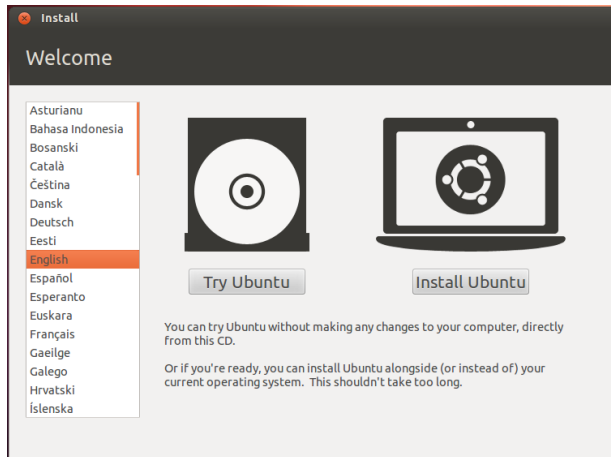 Install
Welcome
Asturianu
Bahasa Indonesia
Bosanski
Català
Čeština
Dansk
Deutsch
Eesti
English
Español
Esperanto
Euskara
Français
Gaeilge
Galego
Hrvatski
Íslenska
Try Ubuntu
Install Ubuntu
You can try Ubuntu without making any changes to your computer, directly
from this CD.
Or if you're ready, you can install Ubuntu alongside (or instead of) your
current operating system.  This shouldn't take too long.